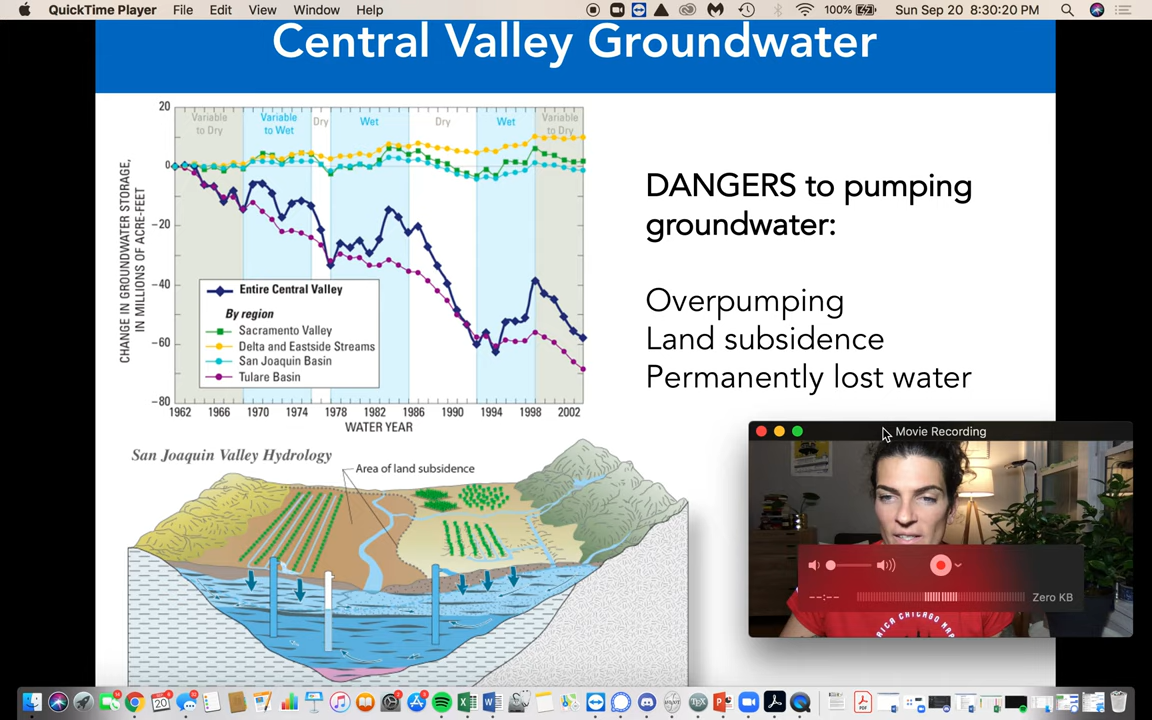 QuickTime Player File Edit View Window Help 100% Sun Sep 20 8:30:20 PM
Central Valley Groundwater
20
0
−20
−40
−60
−80
CHANGE IN GROUNDWATER STORAGE,
IN MILLIONS OF ACRE-FEET
Variable
to Dry
Variable
to Wet
Dry
Wet
Dry
Wet
Variable
to Dry
Entire Central Valley
By region
Sacramento Valley
Delta and Eastside Streams
San Joaquin Basin
Tulare Basin
1962 1966 1970 1974 1978 1982 1986 1990 1994 1998 2002
WATER YEAR
DANGERS to pumping
groundwater:
Overpumping
Land subsidence
Permanently lost water
San Joaquin Valley Hydrology
Area of land subsidence
Movie Recording
--:--
Zero KB
20